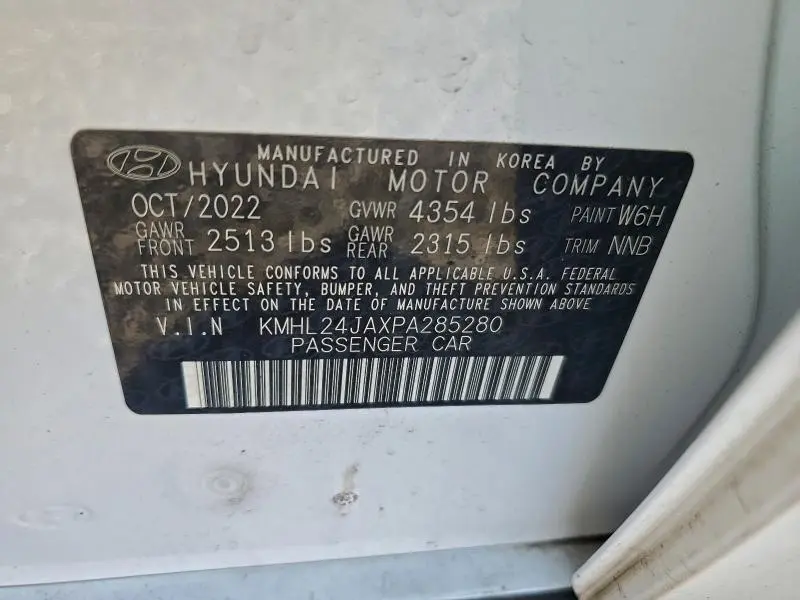 MANUFACTURED IN KOREA BY
HYUNDAI MOTOR COMPANY
OCT/2022 GVWR 4354 lbs PAINT W6H
GAWR FRONT 2513 lbs GAWR REAR 2315 lbs TRIM NNB
THIS VEHICLE CONFORMS TO ALL APPLICABLE U.S.A. FEDERAL
MOTOR VEHICLE SAFETY, BUMPER, AND THEFT PREVENTION STANDARDS
IN EFFECT ON THE DATE OF MANUFACTURE SHOWN ABOVE
V.I.N KMHL24JAXPA285280
PASSENGER CAR